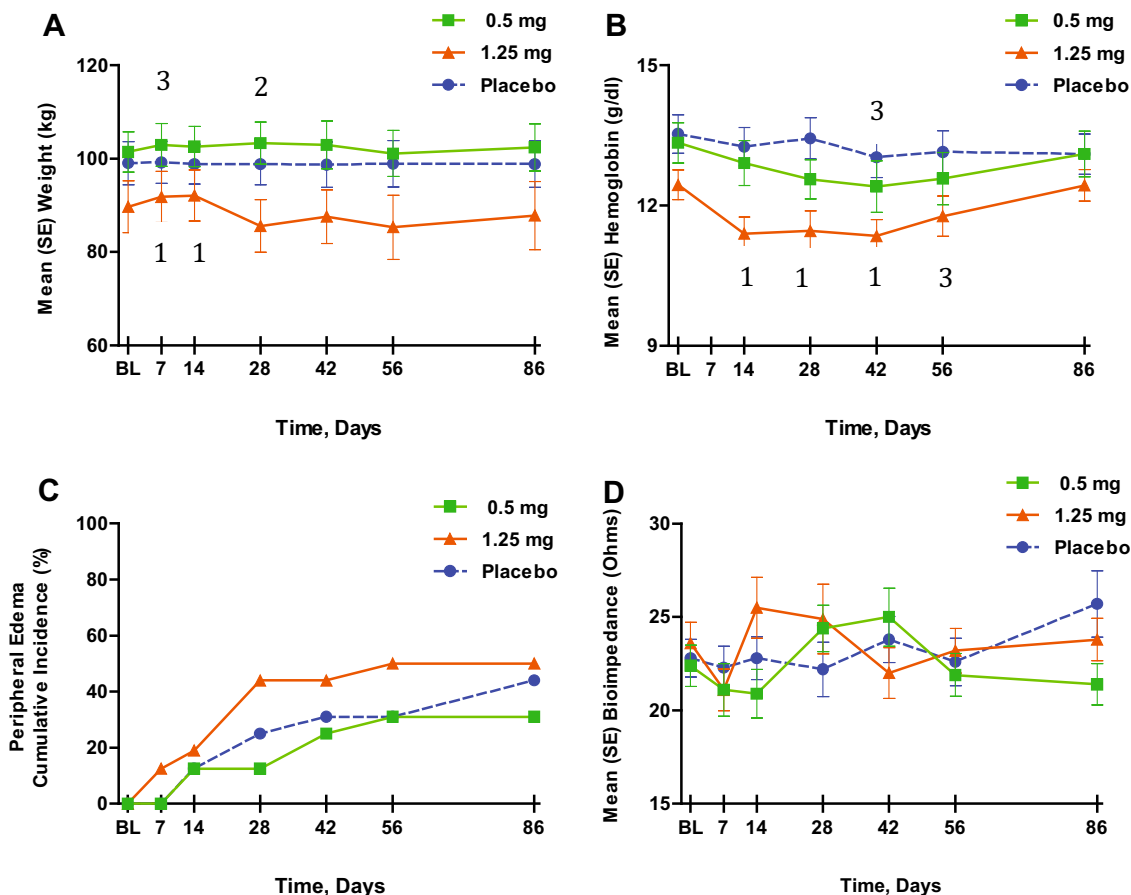 A
0.5 mg
1.25 mg
Placebo
Mean (SE) Weight (kg)
120
100
80
60
3
2
1
1
BL
7
14
28
42
56
86
Time, Days
B
0.5 mg
1.25 mg
Placebo
Mean (SE) Hemoglobin (g/dl)
15
12
9
3
1
1
1
3
BL
7
14
28
42
56
86
Time, Days
C
0.5 mg
1.25 mg
Placebo
Peripheral Edema
Cumulative Incidence (%)
100
80
60
40
20
0
BL
7
14
28
42
56
86
Time, Days
D
0.5 mg
1.25 mg
Placebo
Mean (SE) Bioimpedance (Ohms)
30
25
20
15
BL
7
14
28
42
56
86
Time, Days